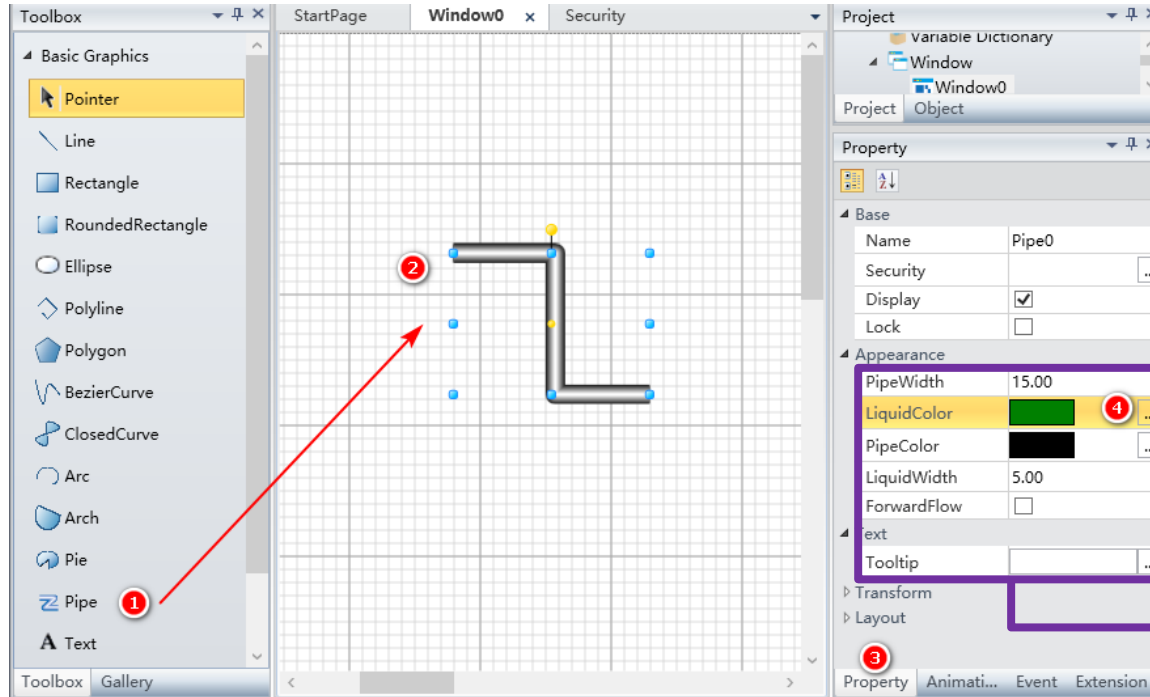 Toolbox
Basic Graphics
Pointer
Line
Rectangle
RoundedRectangle
Ellipse
Polyline
Polygon
BezierCurve
ClosedCurve
Arc
Arch
Pie
Pipe 1
A Text
Toolbox Gallery
StartPage Window0 x Security
2
Project
Variable Dictionary
Window
Window0
Project Object
Property
Base
Name Pipe0
Security ...
Display
Lock
Appearance
PipeWidth 15.00
LiquidColor 4 ...
PipeColor ...
LiquidWidth 5.00
ForwardFlow
Text
Tooltip ...
Transform
Layout
3
Property Animati... Event Extension